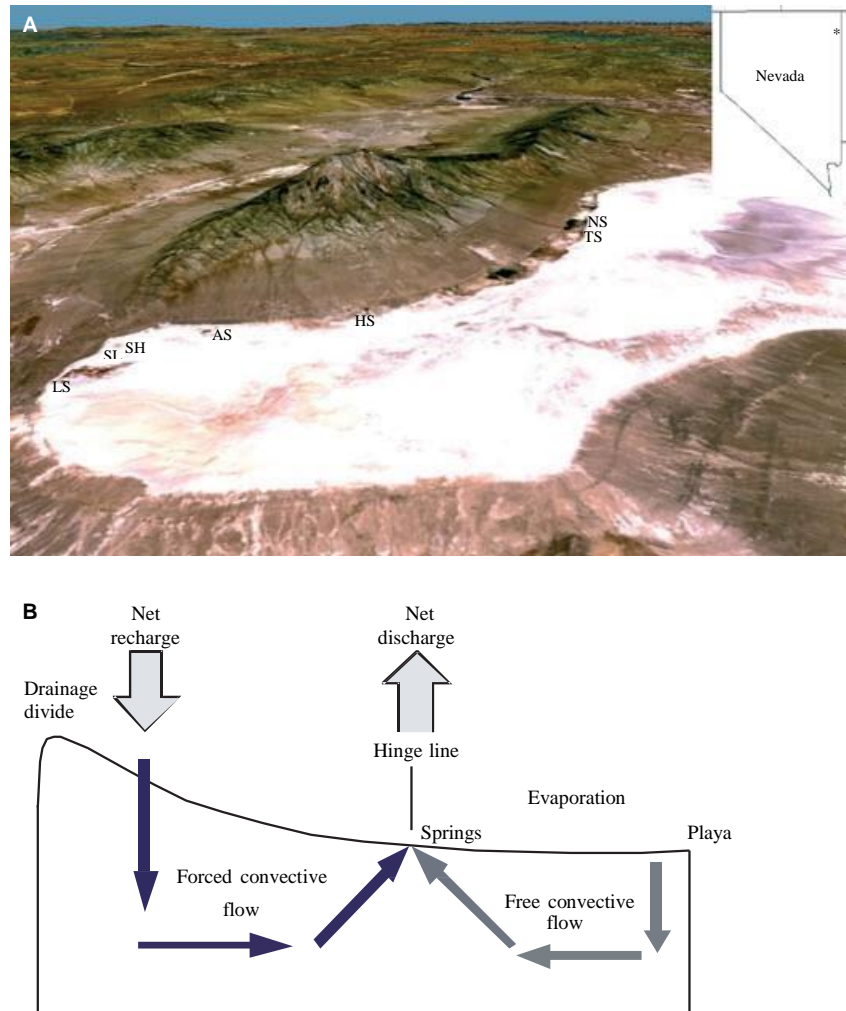 A
*
Nevada
NS
TS
HS
AS
SH
SL
LS
B
Net
recharge
Net
discharge
Drainage
divide
Hinge line
Evaporation
Springs
Playa
Forced convective
flow
Free convective
flow